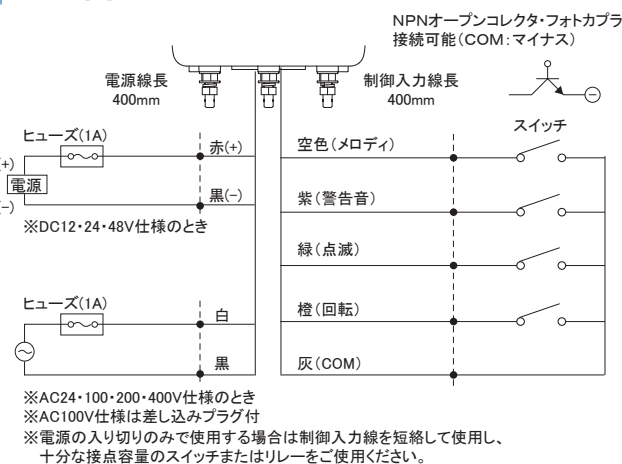 NPNオープンコレクタ・フォトカプラ
接続可能(COM:マイナス)
電源線長
400mm
制御入力線長
400mm
スイッチ
ヒューズ(1A)
(+)
電源
(−)
赤(+)
黒(−)
※DC12・24・48V仕様のとき
空色(メロディ)
紫(警告音)
緑(点滅)
橙(回転)
灰(COM)
ヒューズ(1A)
白
黒
※AC24・100・200・400V仕様のとき
※AC100V仕様は差し込みプラグ付
※電源の入り切りのみで使用する場合は制御入力線を短絡して使用し、
十分な接点容量のスイッチまたはリレーをご使用ください。